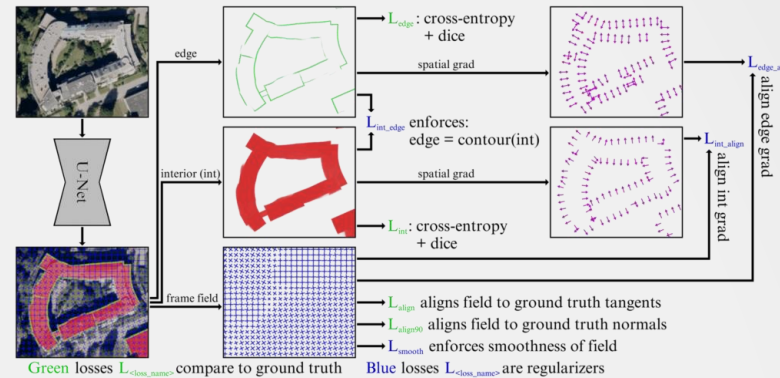 L_edge : cross-entropy
+ dice
edge
spatial grad
L_edge_a
L_int_edge enforces:
edge = contour(int)
L_int_align
align edge grad
U-Net
interior (int)
spatial grad
align int grad
L_int : cross-entropy
+ dice
frame field
L_align aligns field to ground truth tangents
L_align90 aligns field to ground truth normals
L_smooth enforces smoothness of field
Green losses L_<loss_name> compare to ground truth
Blue losses L_<loss_name> are regularizers